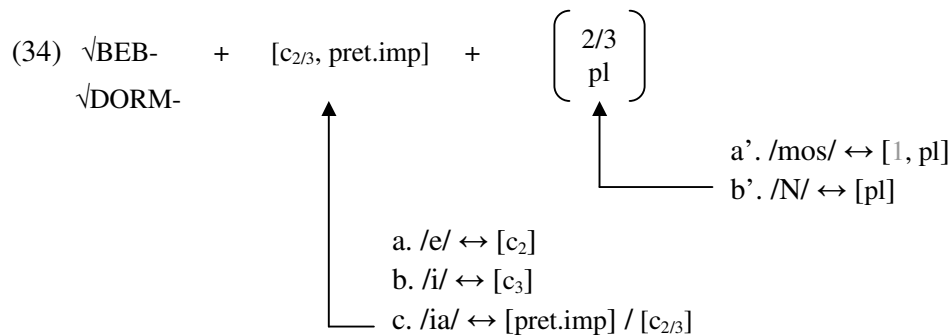 (34) √BEB- + [c₂/₃, pret.imp] + 2/3
pl
√DORM-
a’. /mos/ ↔ [1, pl]
b’. /N/ ↔ [pl]
a. /e/ ↔ [c₂]
b. /i/ ↔ [c₃]
c. /ia/ ↔ [pret.imp] / [c₂/₃]